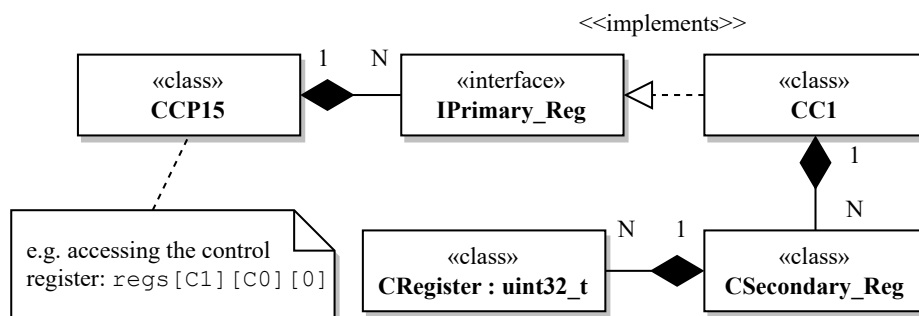 <<implements>>
1
N
«class»
CCP15
«interface»
IPrimary_Reg
«class»
CC1
1
N
e.g. accessing the control
register: regs[C1][C0][0]
N
1
«class»
CRegister : uint32_t
«class»
CSecondary_Reg